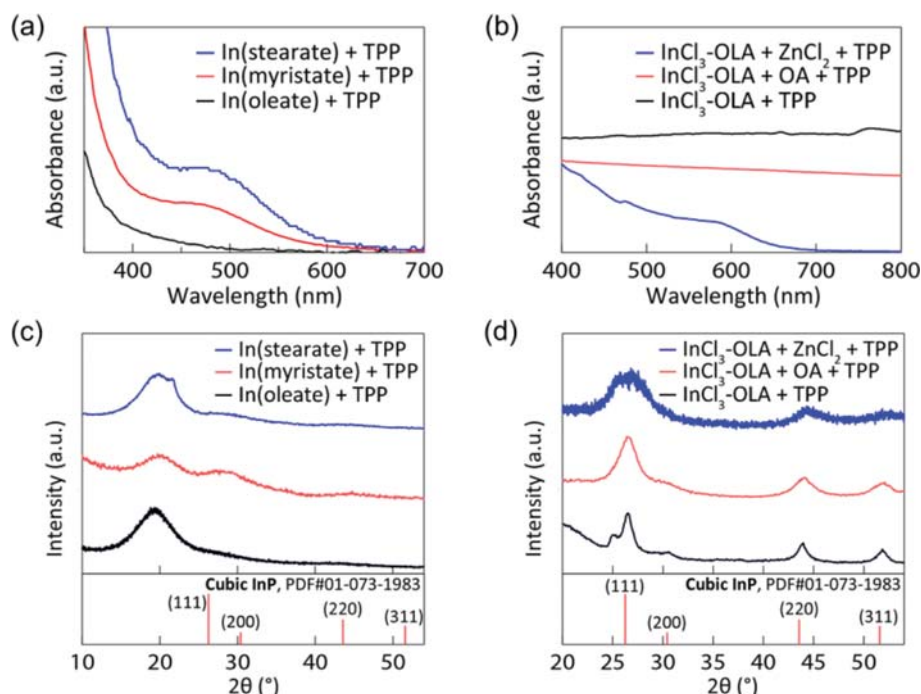 (a)
In(stearate) + TPP
In(myristate) + TPP
In(oleate) + TPP
Absorbance (a.u.)
400 500 600 700
Wavelength (nm)
(b)
InCl₃-OLA + ZnCl₂ + TPP
InCl₃-OLA + OA + TPP
InCl₃-OLA + TPP
Absorbance (a.u.)
400 500 600 700 800
Wavelength (nm)
(c)
In(stearate) + TPP
In(myristate) + TPP
In(oleate) + TPP
Intensity (a.u.)
Cubic InP, PDF#01-073-1983
(111)
(200)
(220)
(311)
10 20 30 40 50
2θ (°)
(d)
InCl₃-OLA + ZnCl₂ + TPP
InCl₃-OLA + OA + TPP
InCl₃-OLA + TPP
Intensity (a.u.)
Cubic InP, PDF#01-073-1983
(111)
(200)
(220)
(311)
20 25 30 35 40 45 50
2θ (°)